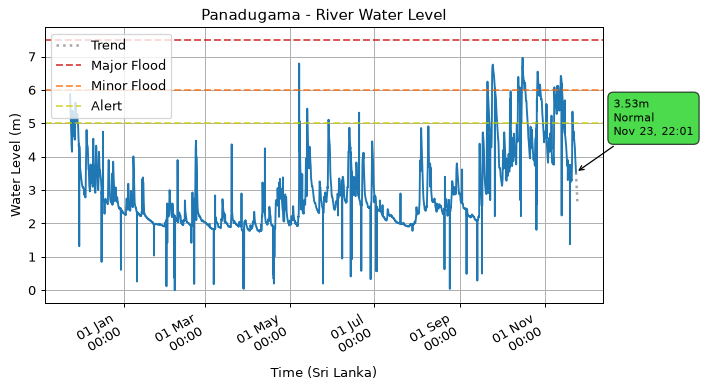 Panadugama - River Water Level
Trend
Major Flood
Minor Flood
Alert
7
6
5
4
3
2
1
0
Water Level (m)
3.53m
Normal
Nov 23, 22:01
01 Jan
00:00
01 Mar
00:00
01 May
00:00
01 Jul
00:00
01 Sep
00:00
01 Nov
00:00
Time (Sri Lanka)